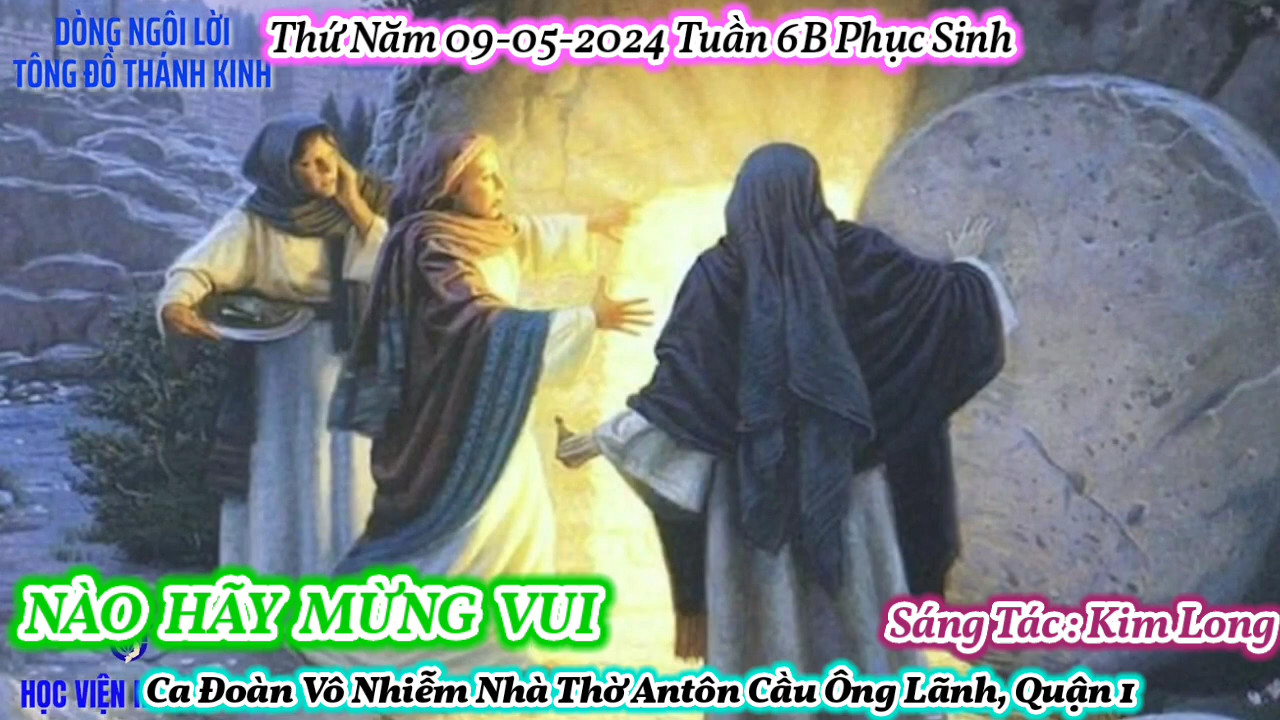 DÒNG NGÔI LỜI
TÔNG ĐỒ THÁNH KINH
Thứ Năm 09-05-2024 Tuần 6B Phục Sinh
NÀO HÃY MỪNG VUI
Sáng Tác : Kim Long
HỌC VIỆN
Ca Đoàn Vô Nhiễm Nhà Thờ Antôn Cầu Ông Lãnh, Quận 1